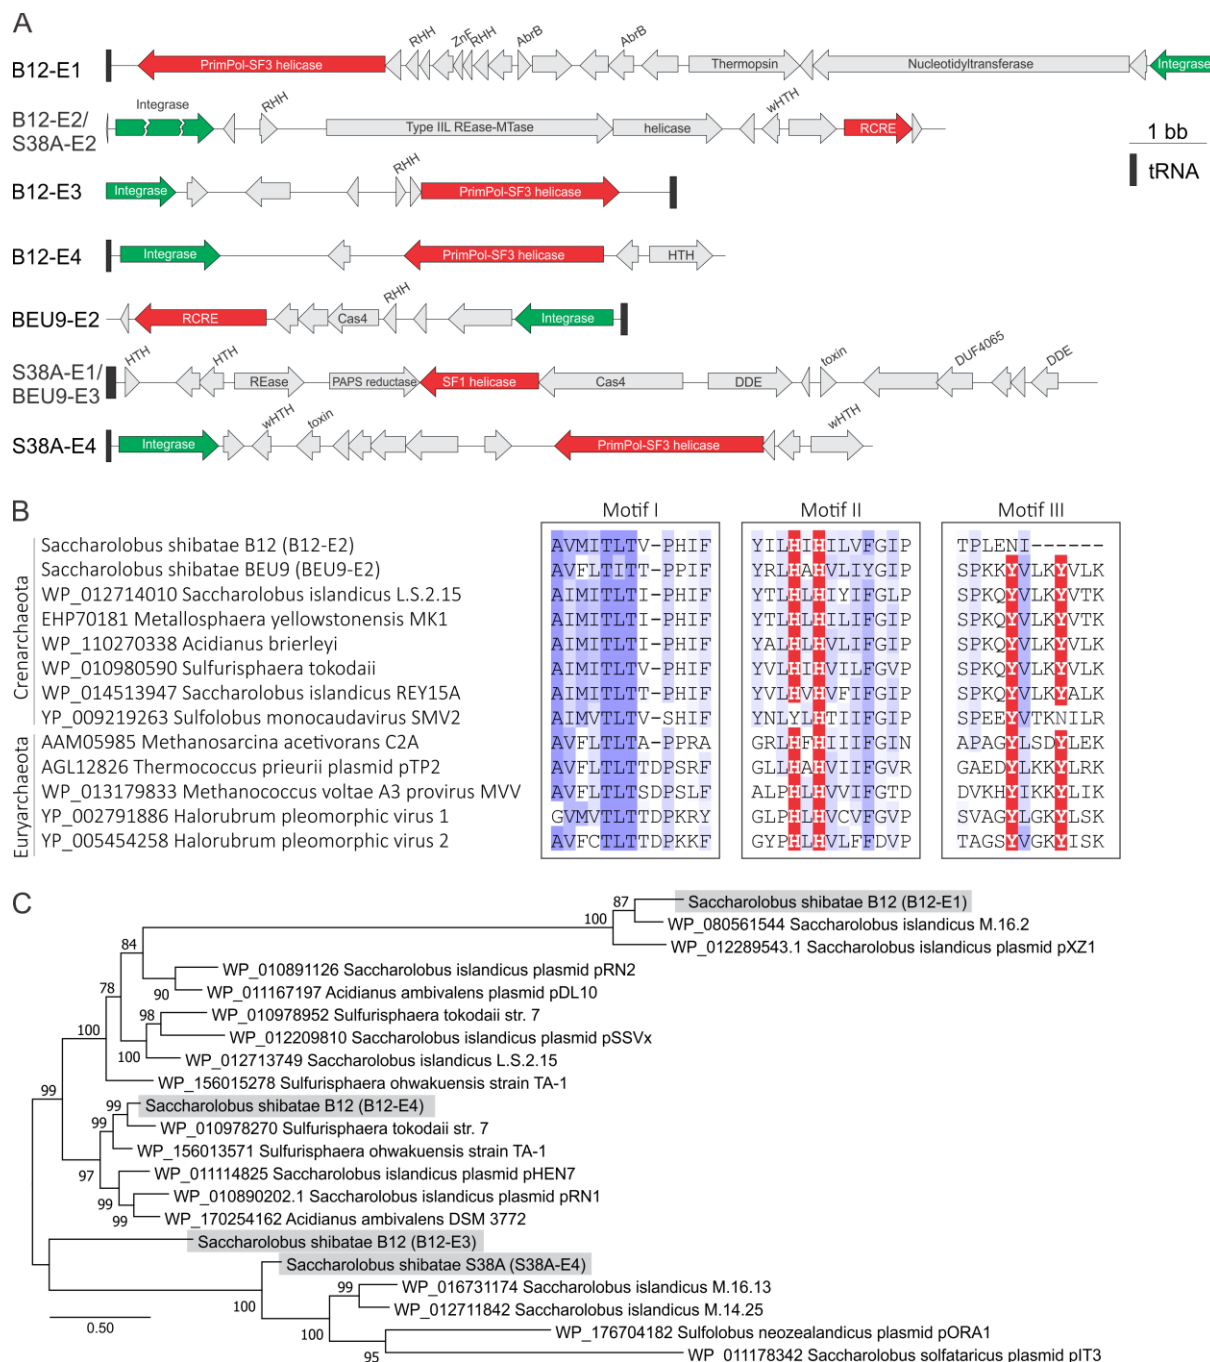 A
RHH
ZnF
RHH
AbrB
AbrB
B12-E1
PrimPol-SF3 helicase
Thermopsin
Nucleotidyltransferase
Integrase
Integrase
RHH
wHTH
B12-E2/
S38A-E2
Type IIL REase-MTase
helicase
RCRE
1 bb
tRNA
RHH
B12-E3
Integrase
PrimPol-SF3 helicase
B12-E4
Integrase
PrimPol-SF3 helicase
HTH
RHH
BEU9-E2
RCRE
Cas4
Integrase
HTH
HTH
toxin
DUF4065
DDE
S38A-E1/
BEU9-E3
REase
PAPS reductase
SF1 helicase
Cas4
DDE
wHTH
toxin
wHTH
S38A-E4
Integrase
PrimPol-SF3 helicase
B
Motif I
Motif II
Motif III
Crenarchaeota
Saccharolobus shibatae B12 (B12-E2) AVMITLTV-PHIF YILHIHILVFGIP TPLENI------
Saccharolobus shibatae BEU9 (BEU9-E2) AVFLTITT-PPIF YRLHAHVLIYGIP SPKKYVLKYVLK
WP_012714010 Saccharolobus islandicus L.S.2.15 AIMITLTI-PHIF YTLHLHIYIFGLP SPKQYVLKYVTK
EHP70181 Metallosphaera yellowstonensis MK1 AIMITLTI-PHIF YTLHLHILIFGIP SPKKYVLKYVTK
WP_110270338 Acidianus brierleyi AIMITLTT-PHIF YALHLHVLIFGIP SPKQYVLKYVLK
WP_010980590 Sulfurisphaera tokodaii AIMITLTT-PHIF YVLHIHVILFGVP SPKQYVLKYVLK
WP_014513947 Saccharolobus islandicus REY15A AIMITLTT-PHIF YVLHVHVFIFGIP SPKQYVLKYALK
YP_009219263 Sulfolobus monocaudavirus SMV2 AIMVTLTV-SHIF YNLYLHTIIFGIP SPEEYVTKNILR
Euryarchaeota
AAM05985 Methanosarcina acetivorans C2A AVFLTLTA-PPRA GRLHFHIIIFGIN APAGYLSDYLEK
AGL12826 Thermococcus prieurii plasmid pTP2 AVFLTLTTDPSRF GLLHAHVIIFGVR GAEDYLKKYLRK
WP_013179833 Methanococcus voltae A3 provirus MVV AVFLTLTSDPSLF ALPHLHVVIFGTD DVKHYIKKYLIK
YP_002791886 Halorubrum pleomorphic virus 1 GVMVTLTTDPKRY GLPHLHVCVFGVP SVAGYLGKYLSK
YP_005454258 Halorubrum pleomorphic virus 2 AVFCTLTTDPKKF GYPHLHVLFFDVP TAGSYVGKYISK
C
87 Saccharolobus shibatae B12 (B12-E1)
100 WP_080561544 Saccharolobus islandicus M.16.2
WP_012289543.1 Saccharolobus islandicus plasmid pXZ1
84
WP_010891126 Saccharolobus islandicus plasmid pRN2
78
90 WP_011167197 Acidianus ambivalens plasmid pDL10
98 WP_010978952 Sulfurisphaera tokodaii str. 7
100 WP_012209810 Saccharolobus islandicus plasmid pSSVx
100 WP_012713749 Saccharolobus islandicus L.S.2.15
WP_156015278 Sulfurisphaera ohwakuensis strain TA-1
99
99 Saccharolobus shibatae B12 (B12-E4)
99 WP_010978270 Sulfurisphaera tokodaii str. 7
WP_156013571 Sulfurisphaera ohwakuensis strain TA-1
97 WP_011114825 Saccharolobus islandicus plasmid pHEN7
99 WP_010890202.1 Saccharolobus islandicus plasmid pRN1
99 WP_170254162 Acidianus ambivalens DSM 3772
Saccharolobus shibatae B12 (B12-E3)
Saccharolobus shibatae S38A (S38A-E4)
99 WP_016731174 Saccharolobus islandicus M.16.13
100 WP_012711842 Saccharolobus islandicus M.14.25
0.50
100 WP_176704182 Sulfolobus neozealandicus plasmid pORA1
95 WP_011178342 Saccharolobus solfataricus plasmid pIT3